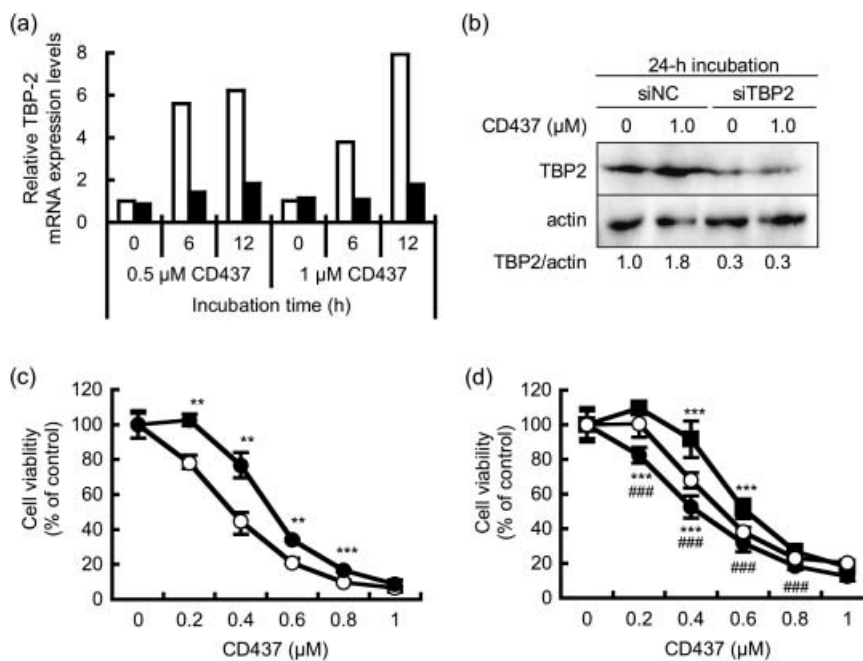 (a)
Relative TBP-2
mRNA expression levels
8
6
4
2
0
0 6 12 0 6 12
0.5 µM CD437 1 µM CD437
Incubation time (h)
(b)
24-h incubation
siNC siTBP2
CD437 (µM) 0 1.0 0 1.0
TBP2
actin
TBP2/actin 1.0 1.8 0.3 0.3
(c)
Cell viablitiy
(% of control)
120
100
80
60
40
20
0
** ** ** ***
0 0.2 0.4 0.6 0.8 1
CD437 (µM)
(d)
Cell viablitiy
(% of control)
120
100
80
60
40
20
0
*** ***
***
###
***
###
### ###
0 0.2 0.4 0.6 0.8 1
CD437 (µM)